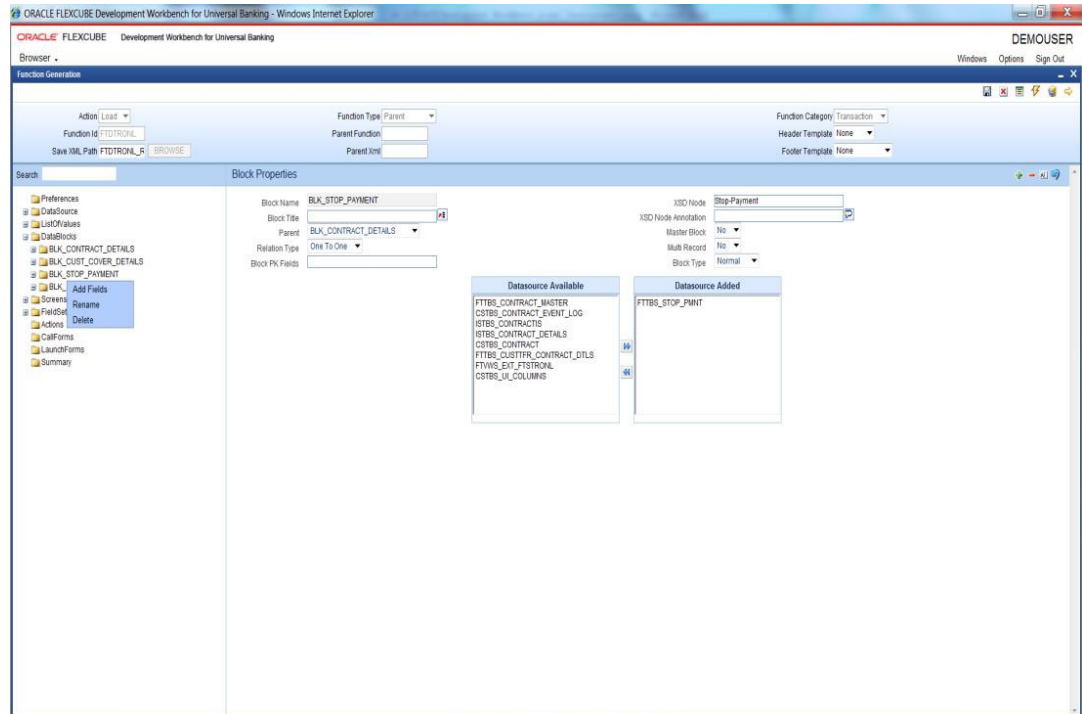 ORACLE FLEXCUBE Development Workbench for Universal Banking - Windows Internet Explorer
ORACLE FLEXCUBE Development Workbench for Universal Banking
DEMOUSER
Browser
Windows Options Sign Out
Function Generation
Action Load
Function Type Parent
Function Category Transaction
Function Id FTDTRONL
Parent Function
Header Template None
Save XML Path FTDTRONL_R BROWSE
Parent Xml
Footer Template None
Search
Block Properties
Preferences
DataSource
ListOfValues
DataBlocks
BLK_CONTRACT_DETAILS
BLK_CUST_COVER_DETAILS
BLK_STOP_PAYMENT
BLK_
Screens
FieldSet
Actions
CallForms
LaunchForms
Summary
Add Fields
Rename
Delete
Block Name BLK_STOP_PAYMENT
XSD Node Stop-Payment
Block Title
XSD Node Annotation
Parent BLK_CONTRACT_DETAILS
Master Block No
Relation Type One To One
Multi Record No
Block PK Fields
Block Type Normal
Datasource Available
FTTBS_CONTRACT_MASTER
CSTBS_CONTRACT_EVENT_LOG
ISTBS_CONTRACTIS
ISTBS_CONTRACT_DETAILS
CSTBS_CONTRACT
FTTBS_CUSTTFR_CONTRACT_DTLS
FTVWS_EXT_FTSTRONL
CSTBS_UI_COLUMNS
Datasource Added
FTTBS_STOP_PMNT